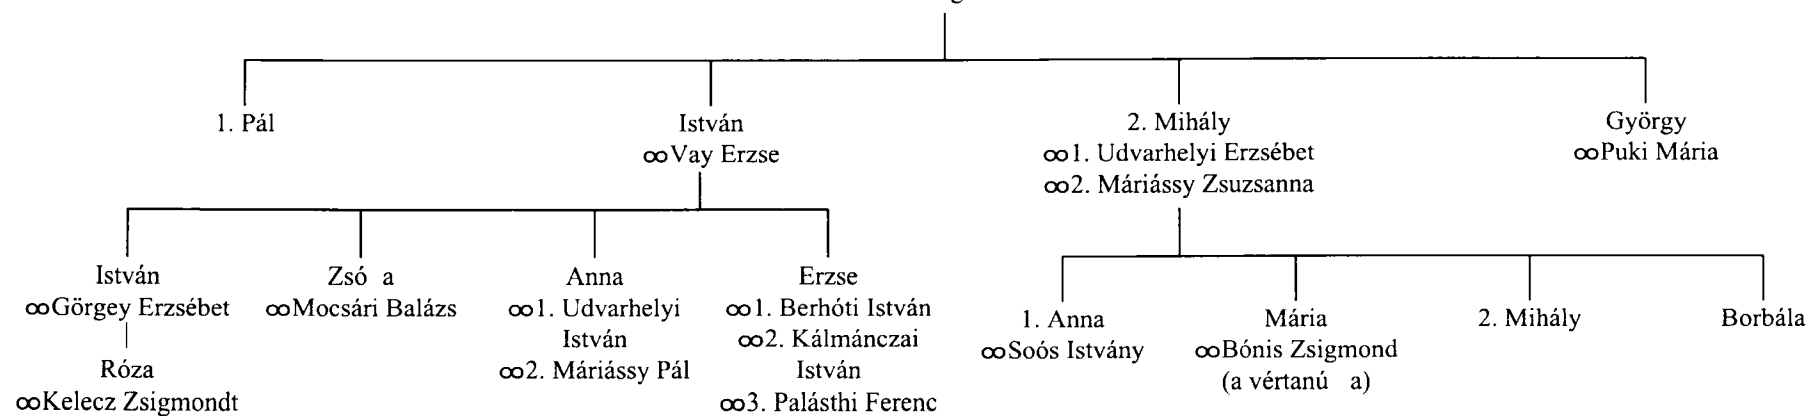 1. Pál
István
∞Vay Erzse
2. Mihály
∞1. Udvarhelyi Erzsébet
∞2. Máriássy Zsuzsanna
György
∞Puki Mária
István
∞Görgey Erzsébet
Róza
∞Kelecz Zsigmondt
Zsó a
∞Mocsári Balázs
Anna
∞1. Udvarhelyi
István
∞2. Máriássy Pál
Erzse
∞1. Berhóti István
∞2. Kálmánczai
István
∞3. Palásthi Ferenc
1. Anna
∞Soós Istvány
Mária
∞Bónis Zsigmond
(a vértanú a)
2. Mihály
Borbála